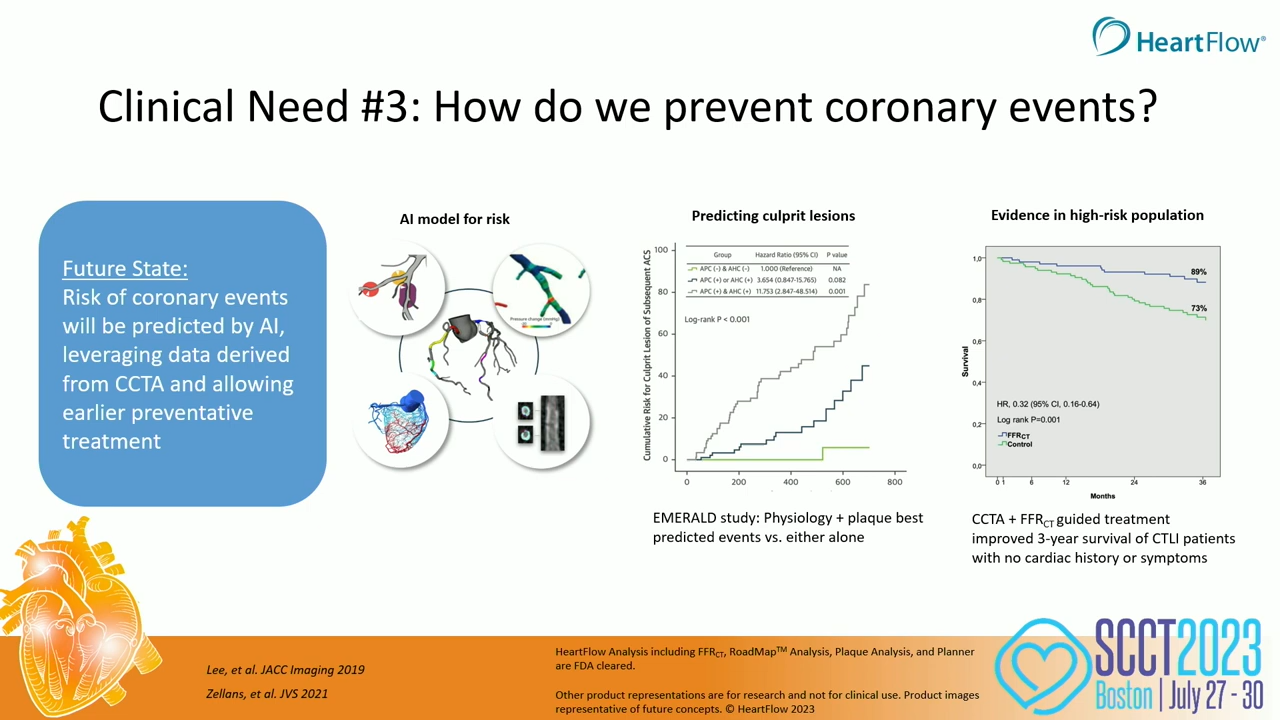 HeartFlow®
Clinical Need #3: How do we prevent coronary events?
Future State:
Risk of coronary events
will be predicted by AI,
leveraging data derived
from CCTA and allowing
earlier preventative
treatment
AI model for risk
Pressure change (mmHg)
Predicting culprit lesions
Cumulative Risk for Culprit Lesion of Subsequent ACS
100
80
60
40
20
0
Group Hazard Ratio (95% CI) P value
APC (-) & AHC (-) 1.000 (Reference) NA
APC (+) or AHC (+) 3.654 (0.847-15.765) 0.082
APC (+) & AHC (+) 11.753 (2.847-48.514) 0.001
Log-rank P < 0.001
0 200 400 600 800
EMERALD study: Physiology + plaque best
predicted events vs. either alone
Evidence in high-risk population
Survival
1,0
0,8
0,6
0,4
0,2
0,0
89%
73%
HR, 0.32 (95% CI, 0.16-0.64)
Log rank P=0.001
FFRCT
Control
0 1 6 12 24 36
Months
CCTA + FFRCT guided treatment
improved 3-year survival of CTLI patients
with no cardiac history or symptoms
Lee, et al. JACC Imaging 2019
Zellans, et al. JVS 2021
HeartFlow Analysis including FFRCT, RoadMap™ Analysis, Plaque Analysis, and Planner
are FDA cleared.
Other product representations are for research and not for clinical use. Product images
representative of future concepts. © HeartFlow 2023
SCCT2023
Boston | July 27 - 30